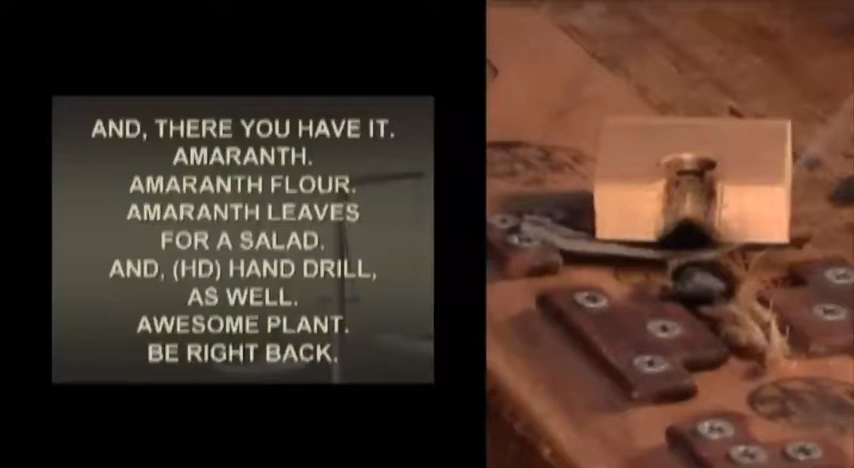 AND, THERE YOU HAVE IT.
AMARANTH.
AMARANTH FLOUR.
AMARANTH LEAVES
FOR A SALAD.
AND, (HD) HAND DRILL,
AS WELL.
AWESOME PLANT.
BE RIGHT BACK.